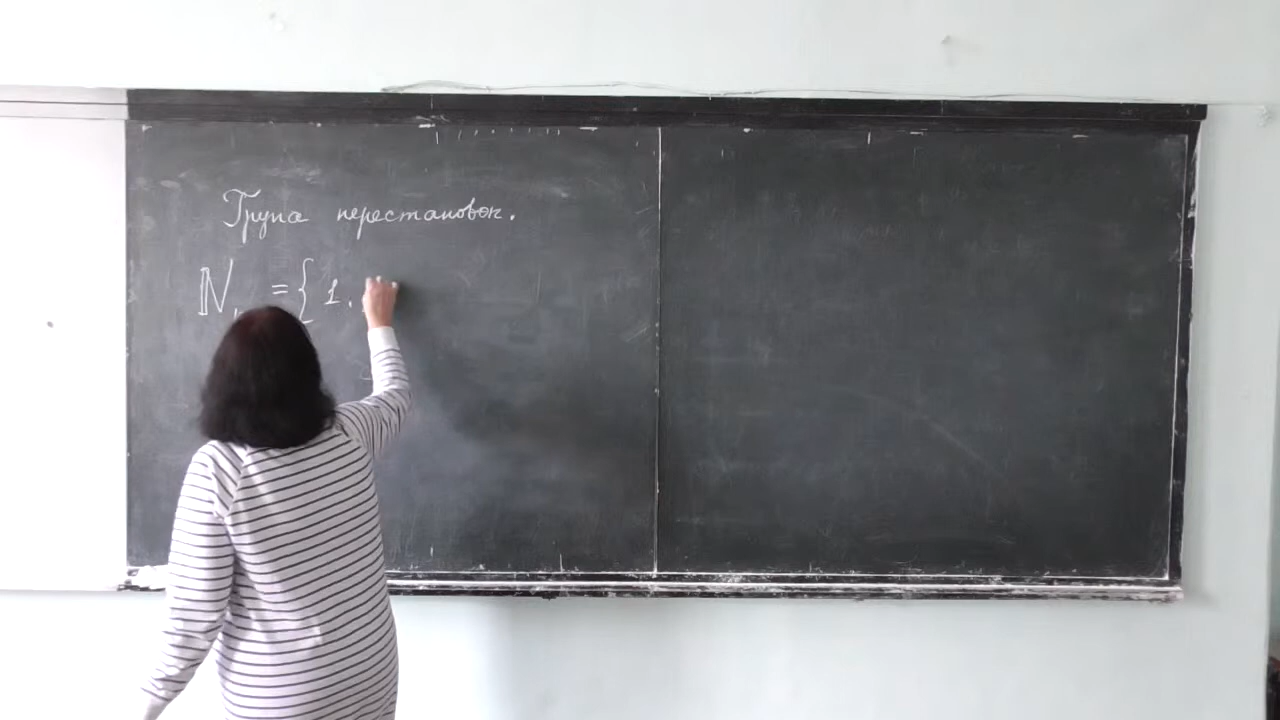 Група перестановок.
ℕ = { 1,